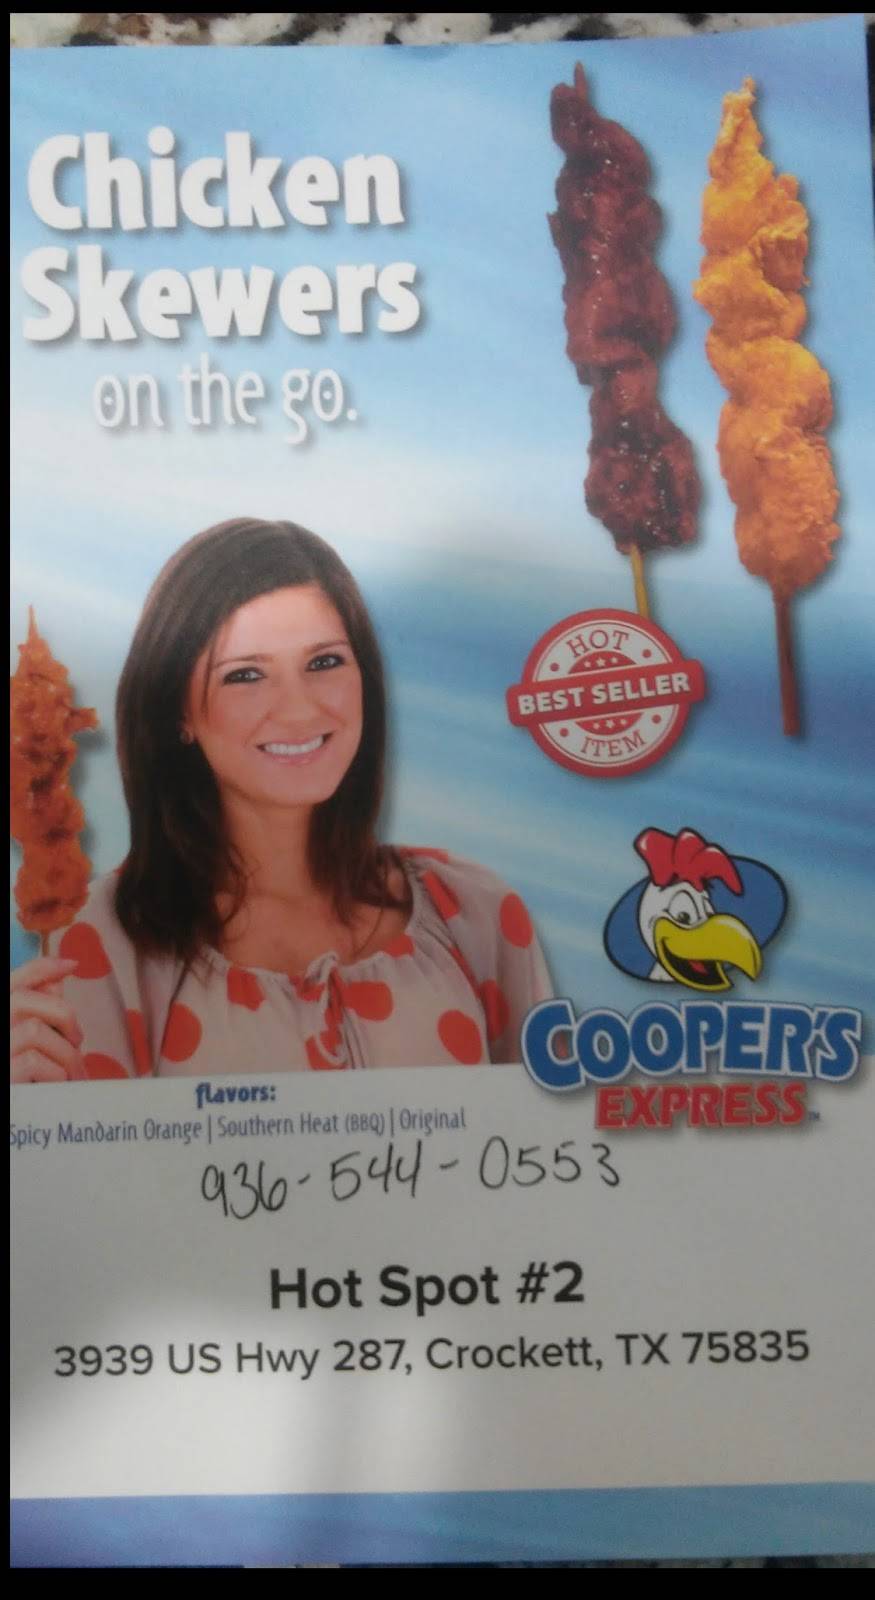 Chicken
Skewers
on the go.
HOT
BEST SELLER
ITEM
COOPER'S
EXPRESS™
flavors:
Spicy Mandarin Orange | Southern Heat (BBQ) | Original
936-544-0553
Hot Spot #2
3939 US Hwy 287, Crockett, TX 75835